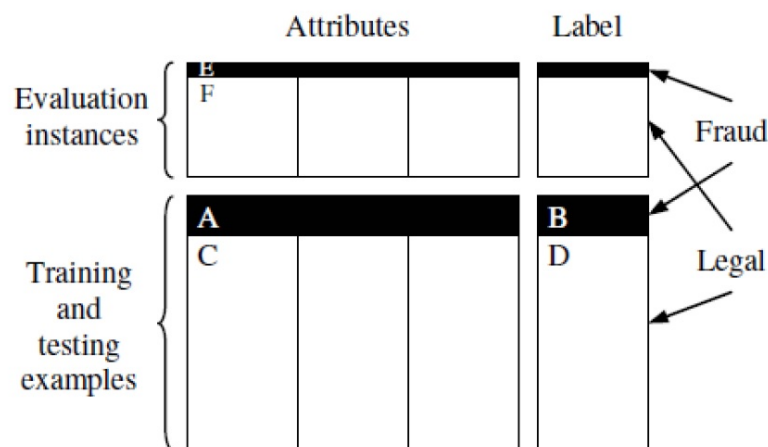 Attributes
Label
E
F
Evaluation
instances
Fraud
A
B
C
D
Legal
Training
and
testing
examples